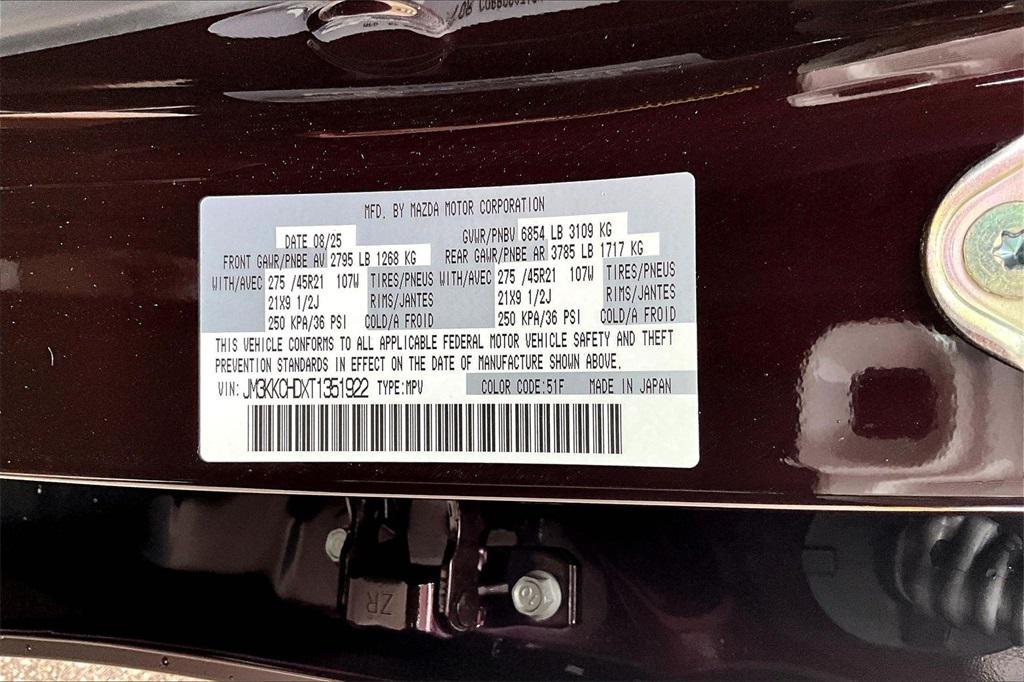 MFD. BY MAZDA MOTOR CORPORATION
DATE 08/25 GVWR/PNBV 6854 LB 3109 KG
FRONT GAWR/PNBE AV 2795 LB 1268 KG REAR GAWR/PNBE AR 3785 LB 1717 KG
WITH/AVEC 275 /45R21 107W TIRES/PNEUS WITH/AVEC 275 /45R21 107W TIRES/PNEUS
21X9 1/2J RIMS/JANTES 21X9 1/2J RIMS/JANTES
250 KPA/36 PSI COLD/A FROID 250 KPA/36 PSI COLD/A FROID
THIS VEHICLE CONFORMS TO ALL APPLICABLE FEDERAL MOTOR VEHICLE SAFETY AND THEFT
PREVENTION STANDARDS IN EFFECT ON THE DATE OF MANUFACTURE SHOWN ABOVE.
VIN: JM3KKCHDXT1351922 TYPE:MPV COLOR CODE:51F MADE IN JAPAN
ZR